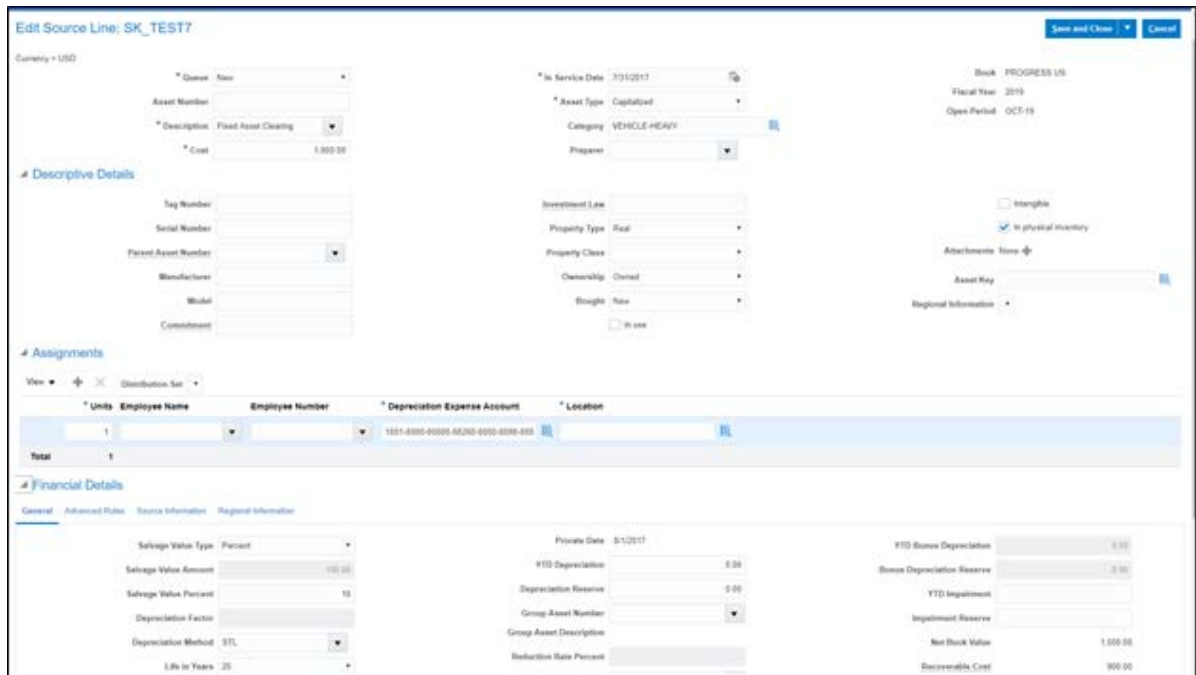 Edit Source Line: SK_TEST7
Save and Close Cancel
Currency = USD
* Queue New
* In Service Date 7/31/2017
Book PROGRESS US
Asset Number
* Asset Type Capitalized
Fiscal Year 2019
* Description Fixed Asset Clearing
Category VEHICLE-HEAVY
Open Period OCT-19
* Cost
Preparer
Descriptive Details
Tag Number
Investment Law
Intangible
Serial Number
Property Type Real
In physical inventory
Parent Asset Number
Property Class
Attachments None
Manufacturer
Ownership Owned
Asset Key
Model
Bought New
Regional Information
Commitment
In use
Assignments
View Distribution Set
* Units Employee Name Employee Number * Depreciation Expense Account * Location
1
Total 1
Financial Details
General Advanced Rules Source Information Regional Information
Salvage Value Type Percent
Prorate Date 8/1/2017
YTD Bonus Depreciation 0.00
Salvage Value Amount 100.00
YTD Depreciation 0.00
Bonus Depreciation Reserve 0.00
Salvage Value Percent 10
Depreciation Reserve 0.00
YTD Impairment
Depreciation Factor
Group Asset Number
Impairment Reserve
Depreciation Method STL
Group Asset Description
Net Book Value 1,000.00
Life in Years 25
Reduction Rate Percent
Recoverable Cost 900.00